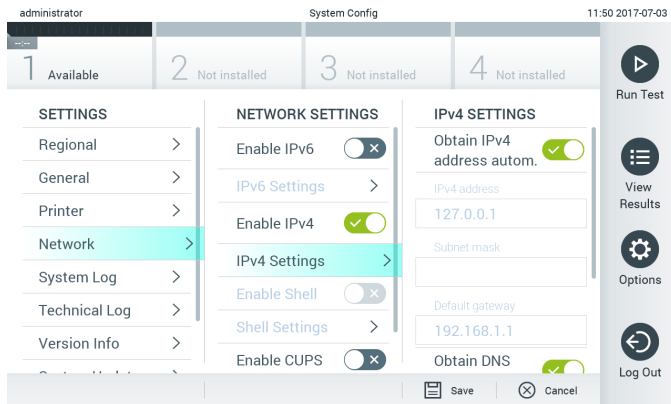 administrator
System Config
11:50 2017-07-03
--:--
1 Available
2 Not installed
3 Not installed
4 Not installed
Run Test
View
Results
Options
Log Out
SETTINGS
Regional
General
Printer
Network
System Log
Technical Log
Version Info
NETWORK SETTINGS
Enable IPv6
IPv6 Settings
Enable IPv4
IPv4 Settings
Enable Shell
Shell Settings
Enable CUPS
IPv4 SETTINGS
Obtain IPv4
address autom.
IPv4 address
127.0.0.1
Subnet mask
Default gateway
192.168.1.1
Obtain DNS
Save
Cancel